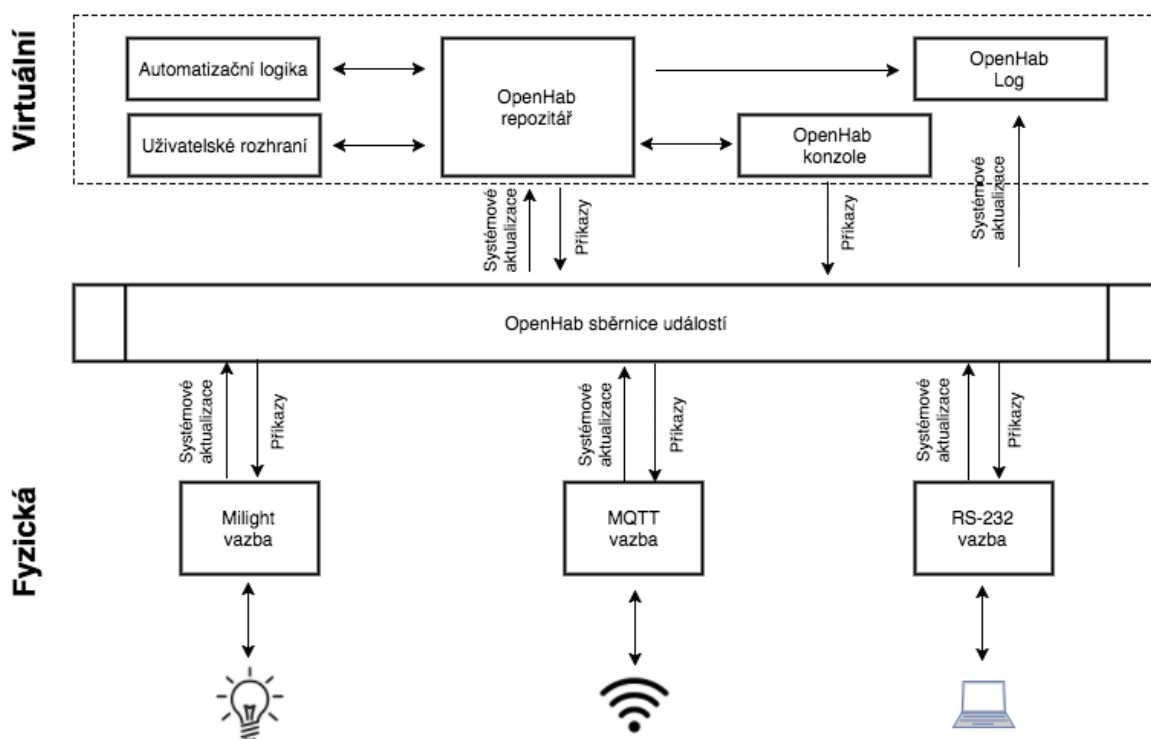 Virtuální
Automatizační logika
OpenHab
repozitář
OpenHab
Log
Uživatelské rozhraní
OpenHab
konzole
Systémové
aktualizace
Příkazy
Příkazy
Systémové
aktualizace
OpenHab sběrnice událostí
Systémové
aktualizace
Příkazy
Systémové
aktualizace
Příkazy
Systémové
aktualizace
Příkazy
Fyzická
Milight
vazba
MQTT
vazba
RS-232
vazba